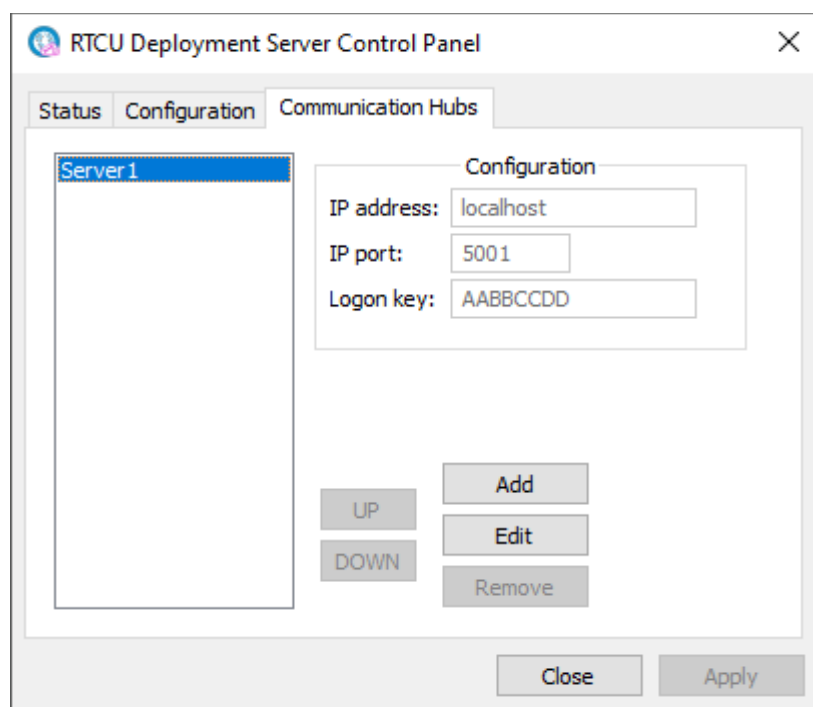 RTCU Deployment Server Control Panel
Status Configuration Communication Hubs
Server1
Configuration
IP address: localhost
IP port: 5001
Logon key: AABBCCDD
UP
DOWN
Add
Edit
Remove
Close Apply